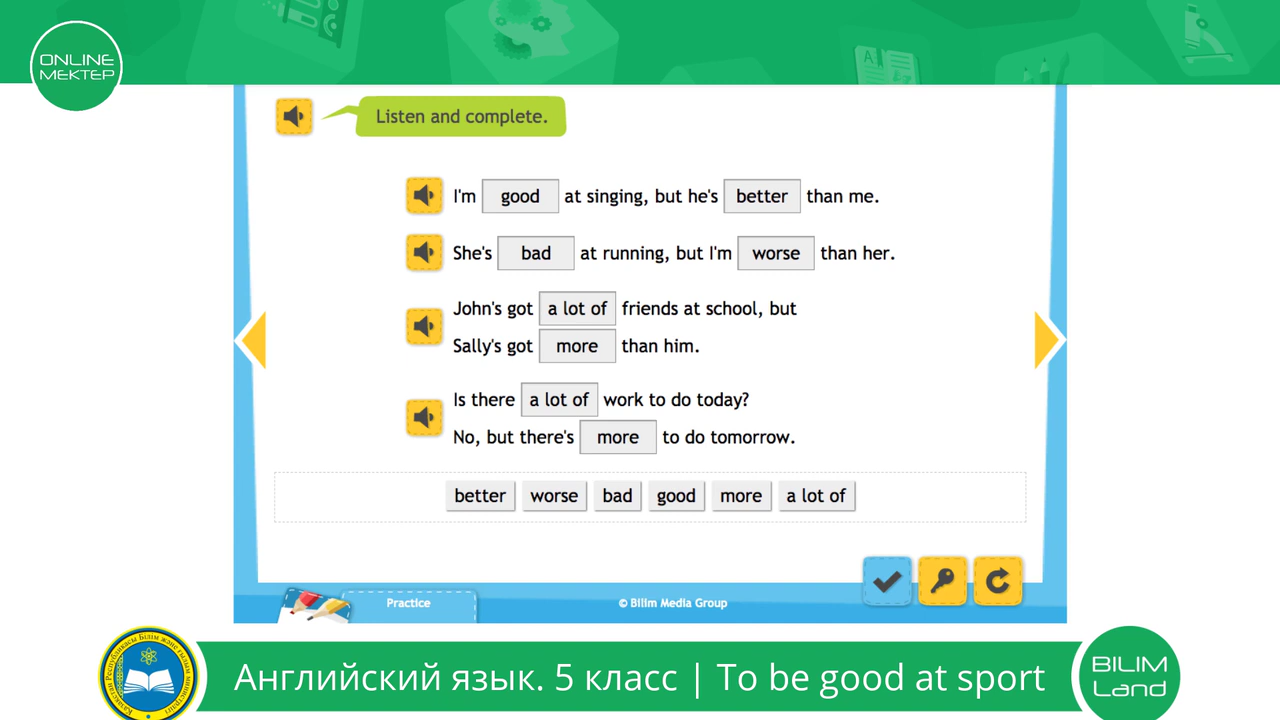 ONLINE
МЕКТЕР
Listen and complete.
I'm good at singing, but he's better than me.
She's bad at running, but I'm worse than her.
John's got a lot of friends at school, but
Sally's got more than him.
Is there a lot of work to do today?
No, but there's more to do tomorrow.
better worse bad good more a lot of
Practice
© Bilim Media Group
Английский язык. 5 класс | To be good at sport
BILIM
Land